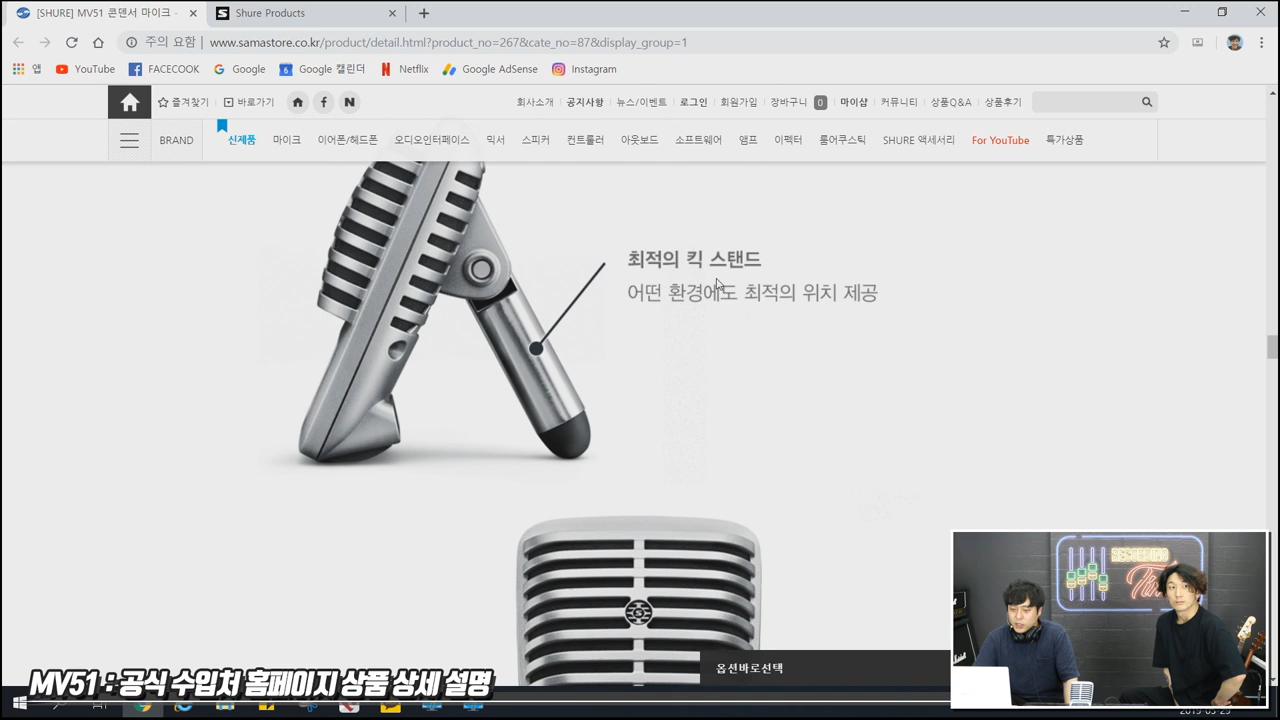 [SHURE] MV51 콘덴서 마이크 -
Shure Products
주의 요함
www.samastore.co.kr/product/detail.html?product_no=267&cate_no=87&display_group=1
앱
YouTube
FACECOOK
Google
Google 캘린더
Netflix
Google AdSense
Instagram
즐겨찾기
바로가기
회사소개
공지사항
뉴스/이벤트
로그인
회원가입
장바구니 0
마이샵
커뮤니티
상품Q&A
상품후기
BRAND
신제품
마이크
이어폰/헤드폰
오디오인터페이스
믹서
스피커
컨트롤러
아웃보드
소프트웨어
앰프
이펙터
룸어쿠스틱
SHURE 액세서리
For YouTube
특가상품
최적의 킥 스탠드
어떤 환경에도 최적의 위치 제공
RECORDING
옵션바로선택
MV51 : 공식 수입처 홈페이지 상품 상세 설명